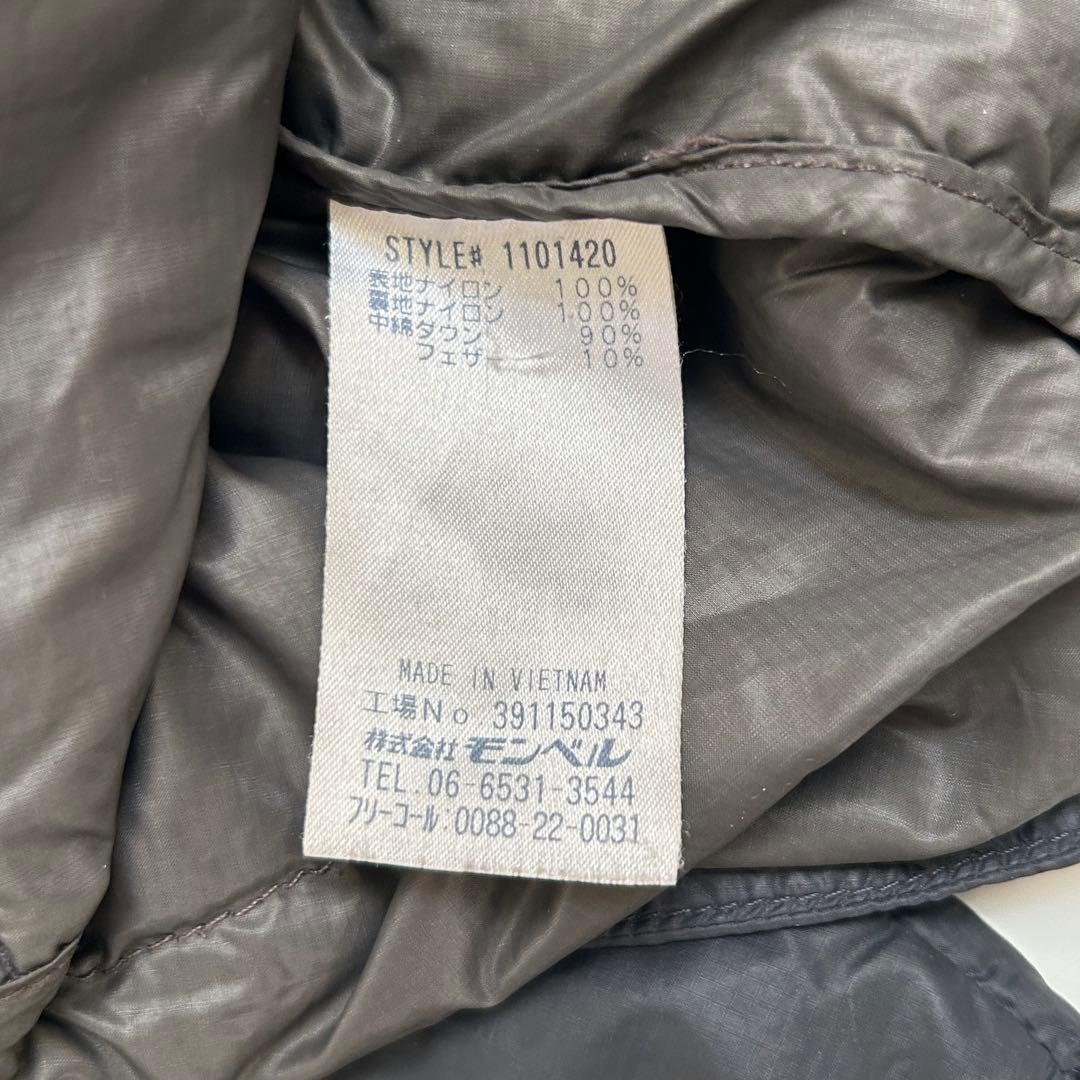 STYLE# 1101420
表地ナイロン 100%
裏地ナイロン 100%
中綿ダウン 90%
フェザー 10%
MADE IN VIETNAM
工場No 391150343
株式会社 モンベル
TEL.06-6531-3544
フリーコール.0088-22-0031